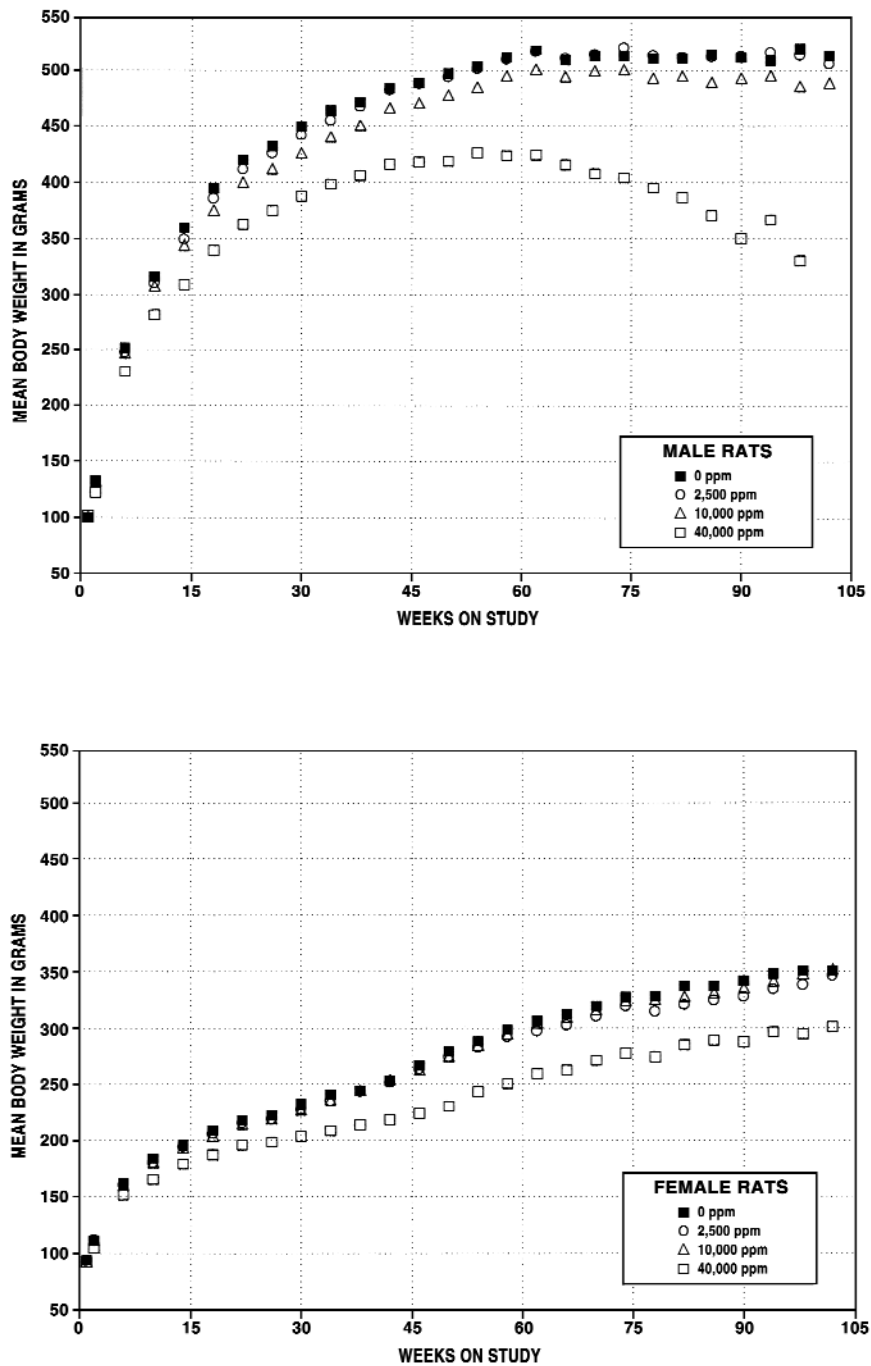 550
500
450
400
350
300
250
200
150
100
50
MEAN BODY WEIGHT IN GRAMS
MALE RATS
0 ppm
2,500 ppm
10,000 ppm
40,000 ppm
0 15 30 45 60 75 90 105
WEEKS ON STUDY
550
500
450
400
350
300
250
200
150
100
50
MEAN BODY WEIGHT IN GRAMS
FEMALE RATS
0 ppm
2,500 ppm
10,000 ppm
40,000 ppm
0 15 30 45 60 75 90 105
WEEKS ON STUDY